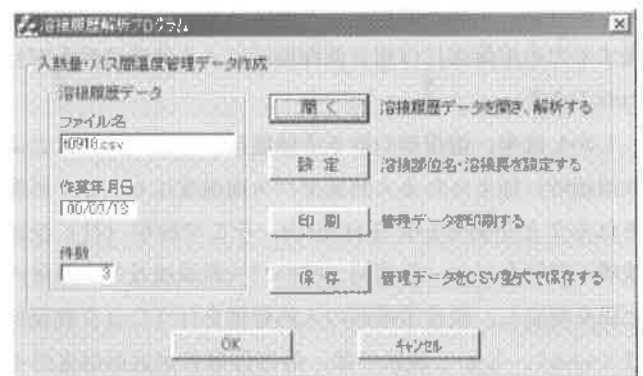 溶接履歴解析プログラム
入熱量・パス間温度管理データ作成
溶接履歴データ
ファイル名
t0918.csv
作業年月日
件数
3
開く 溶接履歴データを開き、解析する
設定 溶接部位名・溶接長を設定する
印刷 管理データを印刷する
保存 管理データをCSV型式で保存する
OK キャンセル